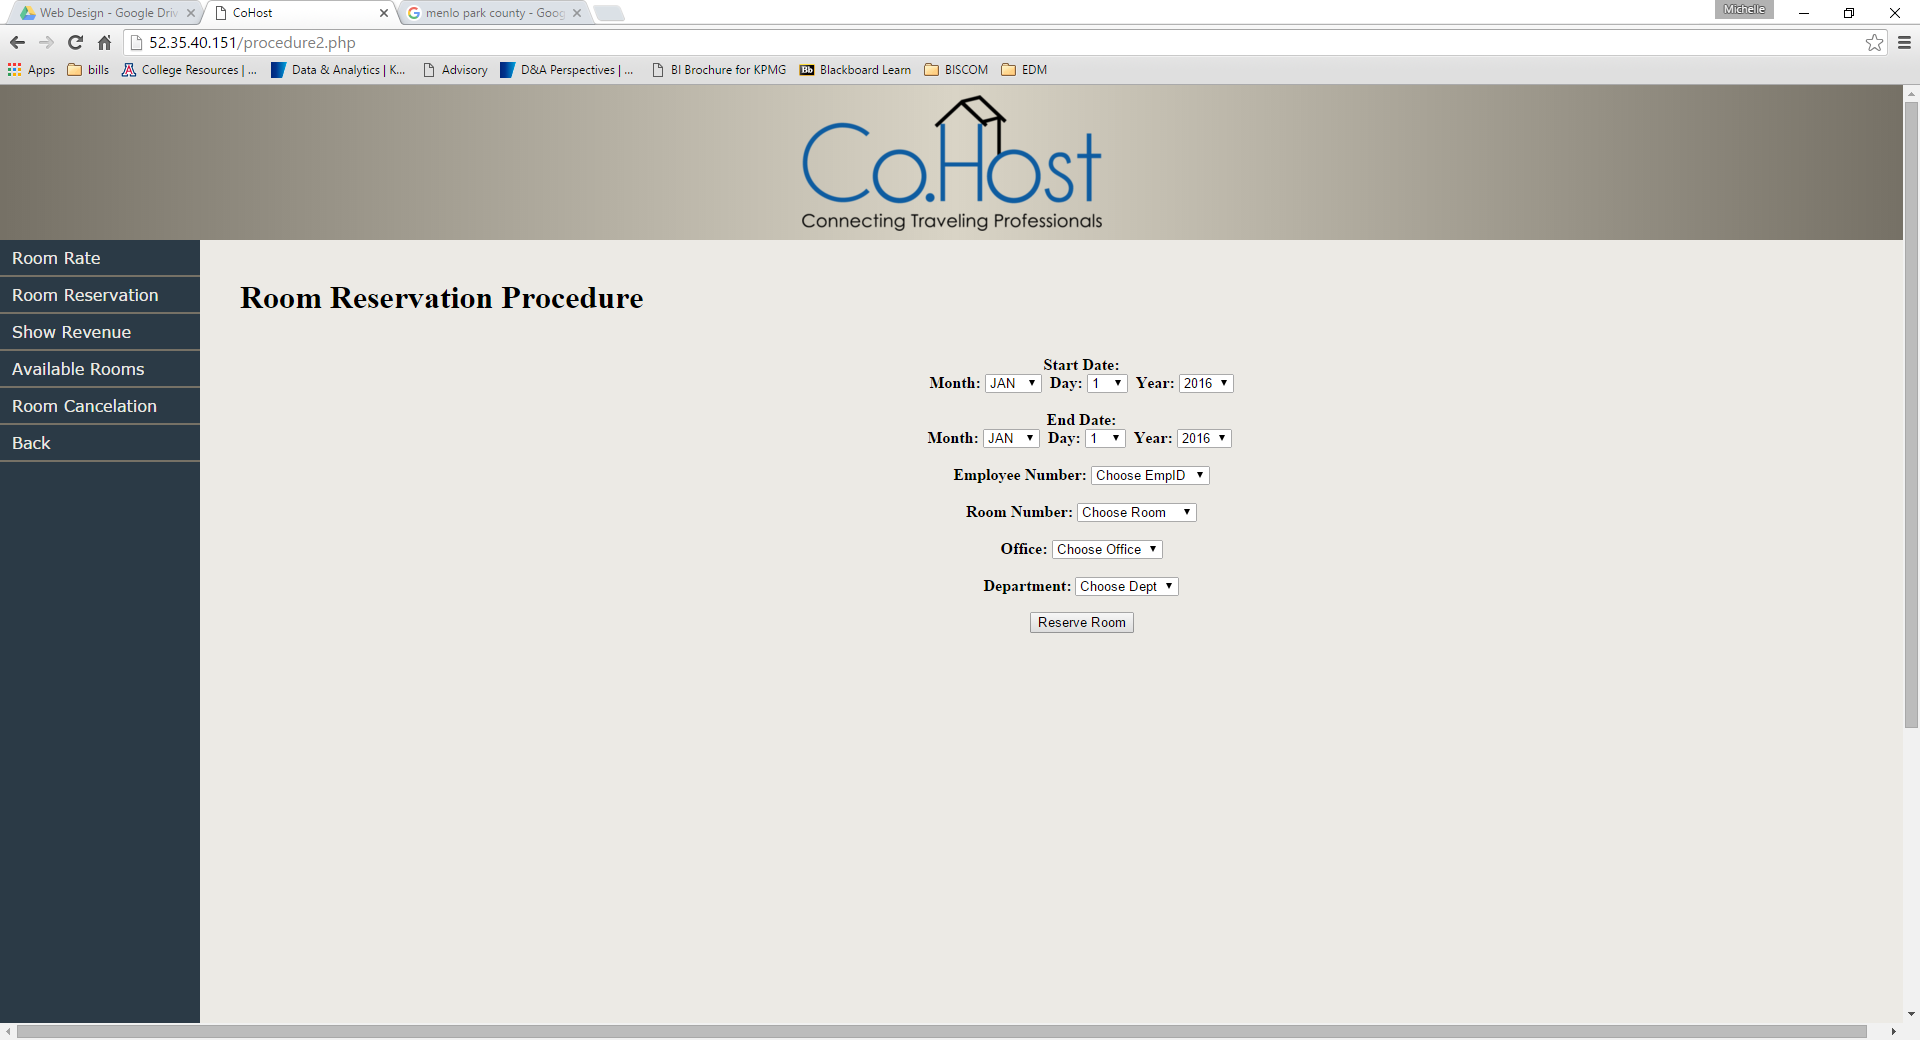 Web Design - Google Driv
CoHost
menlo park county - Goog
Michelle
52.35.40.151/procedure2.php
Apps
bills
College Resources | ...
Data & Analytics | K...
Advisory
D&A Perspectives | ...
BI Brochure for KPMG
Bb Blackboard Learn
BISCOM
EDM
Co.Host
Connecting Traveling Professionals
Room Rate
Room Reservation
Show Revenue
Available Rooms
Room Cancelation
Back
Room Reservation Procedure
Start Date:
Month: JAN Day: 1 Year: 2016
End Date:
Month: JAN Day: 1 Year: 2016
Employee Number: Choose EmpID
Room Number: Choose Room
Office: Choose Office
Department: Choose Dept
Reserve Room